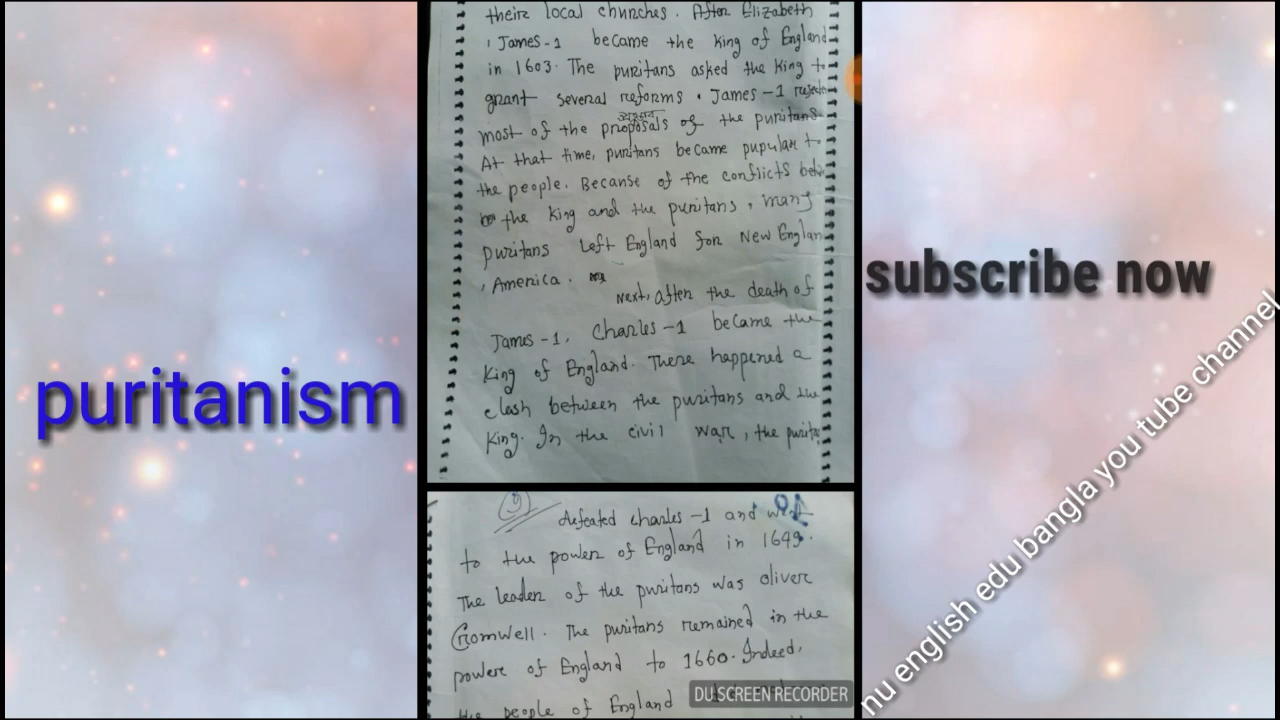 puritanism
their local churches. After Elizabeth
, James-1 became the king of England
in 1603. The puritans asked the King to
grant several reforms. James-1
most of the proposals of the puritans
At that time, puritans became pupular to
the people. Becanse of the conflicts
the king and the puritans, many
puritans Left England for New Englan
, America.
Next, after the death of
James-1, Charles-1 became the
King of England. There happened a
clash between the puritans and the
King. In the civil war, the purita
defeated charles-1 and went
to the power of England in 1649.
The leader of the puritans was oliver
Cromwell. The puritans remained in the
power of England to 1660. Indeed,
the people of England
DU SCREEN RECORDER
subscribe now
nu english edu bangla you tube channel